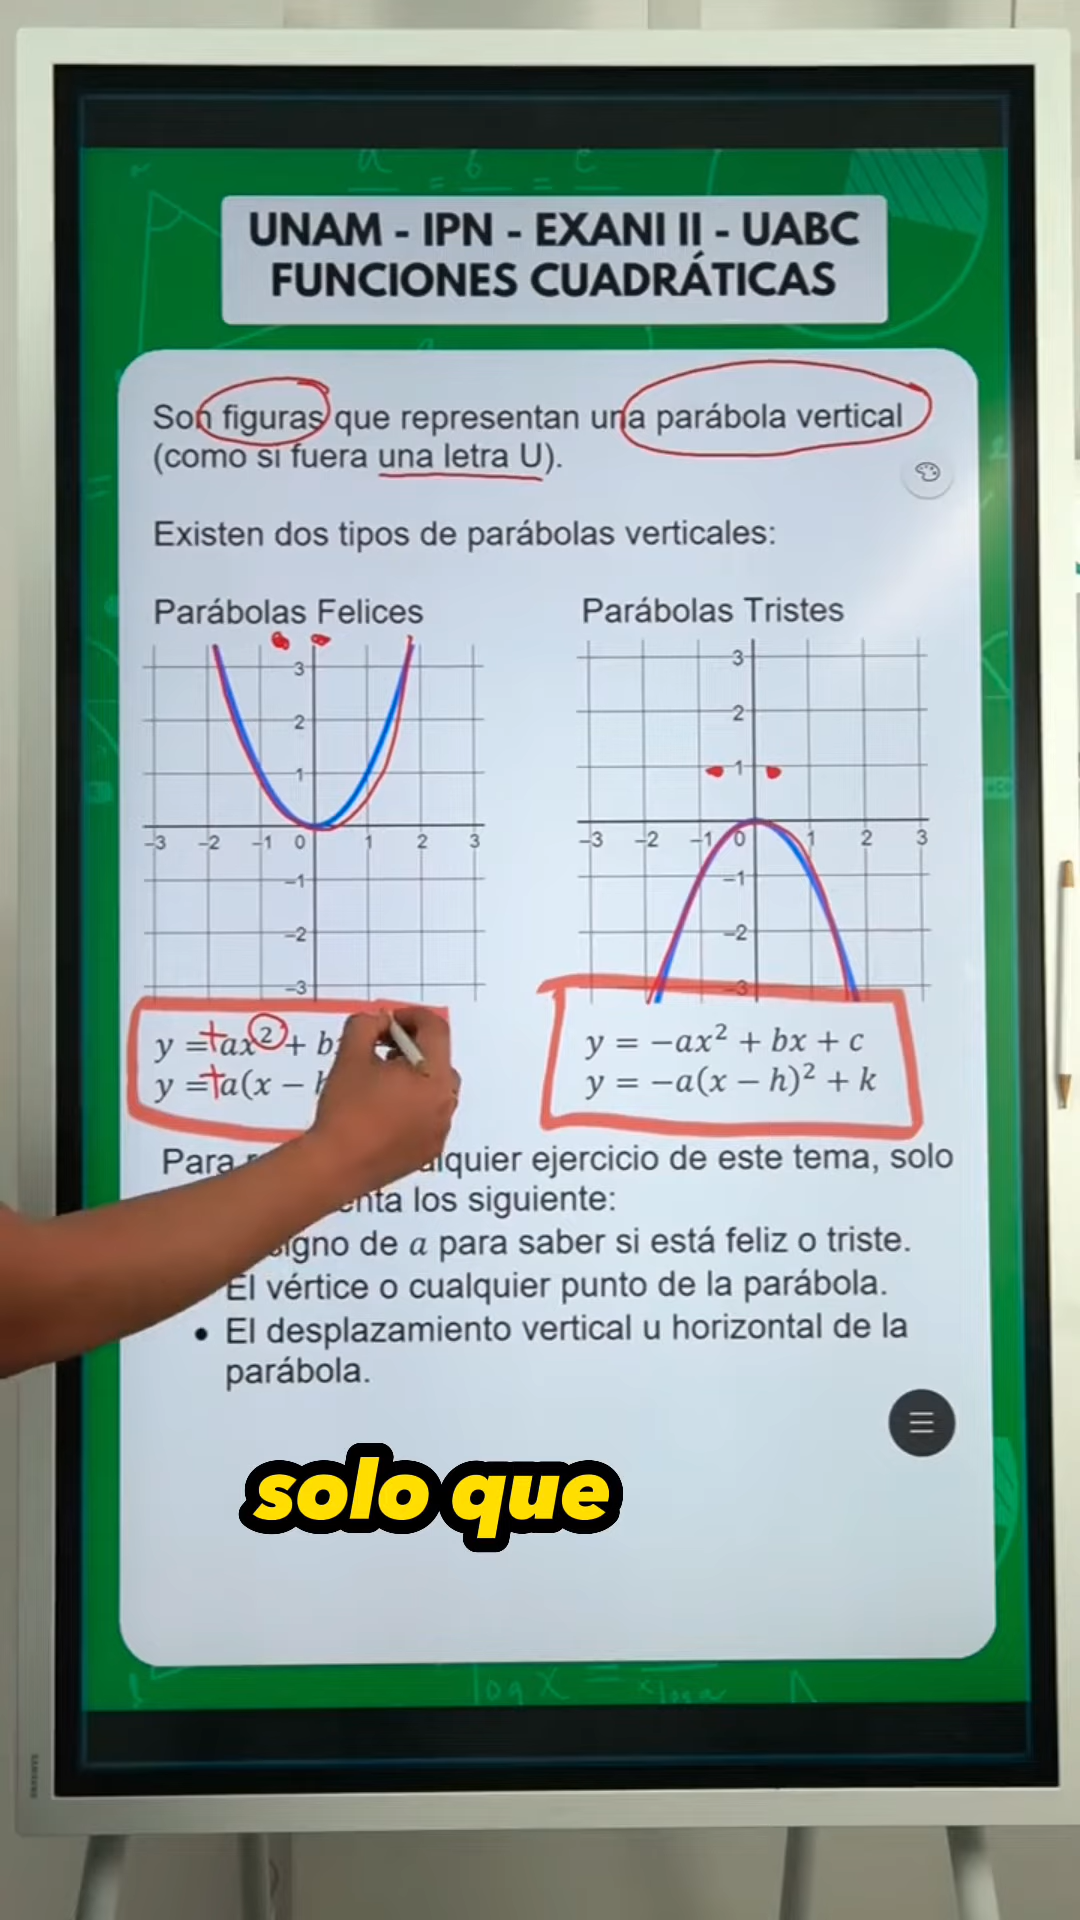 UNAM - IPN - EXANI II - UABC
FUNCIONES CUADRÁTICAS
Son figuras que representan una parábola vertical
(como si fuera una letra U).
Existen dos tipos de parábolas verticales:
Parábolas Felices
3
2
1
-3 -2 -1 0 1 2 3
-1
-2
-3
y = +ax² + b
y = +a(x − h
Parábolas Tristes
3
2
1
-3 -2 -1 0 1 2 3
-1
-2
-3
y = −ax² + bx + c
y = −a(x − h)² + k
Para alquier ejercicio de este tema, solo
enta los siguiente:
signo de a para saber si está feliz o triste.
El vértice o cualquier punto de la parábola.
• El desplazamiento vertical u horizontal de la
parábola.
solo que
log x =